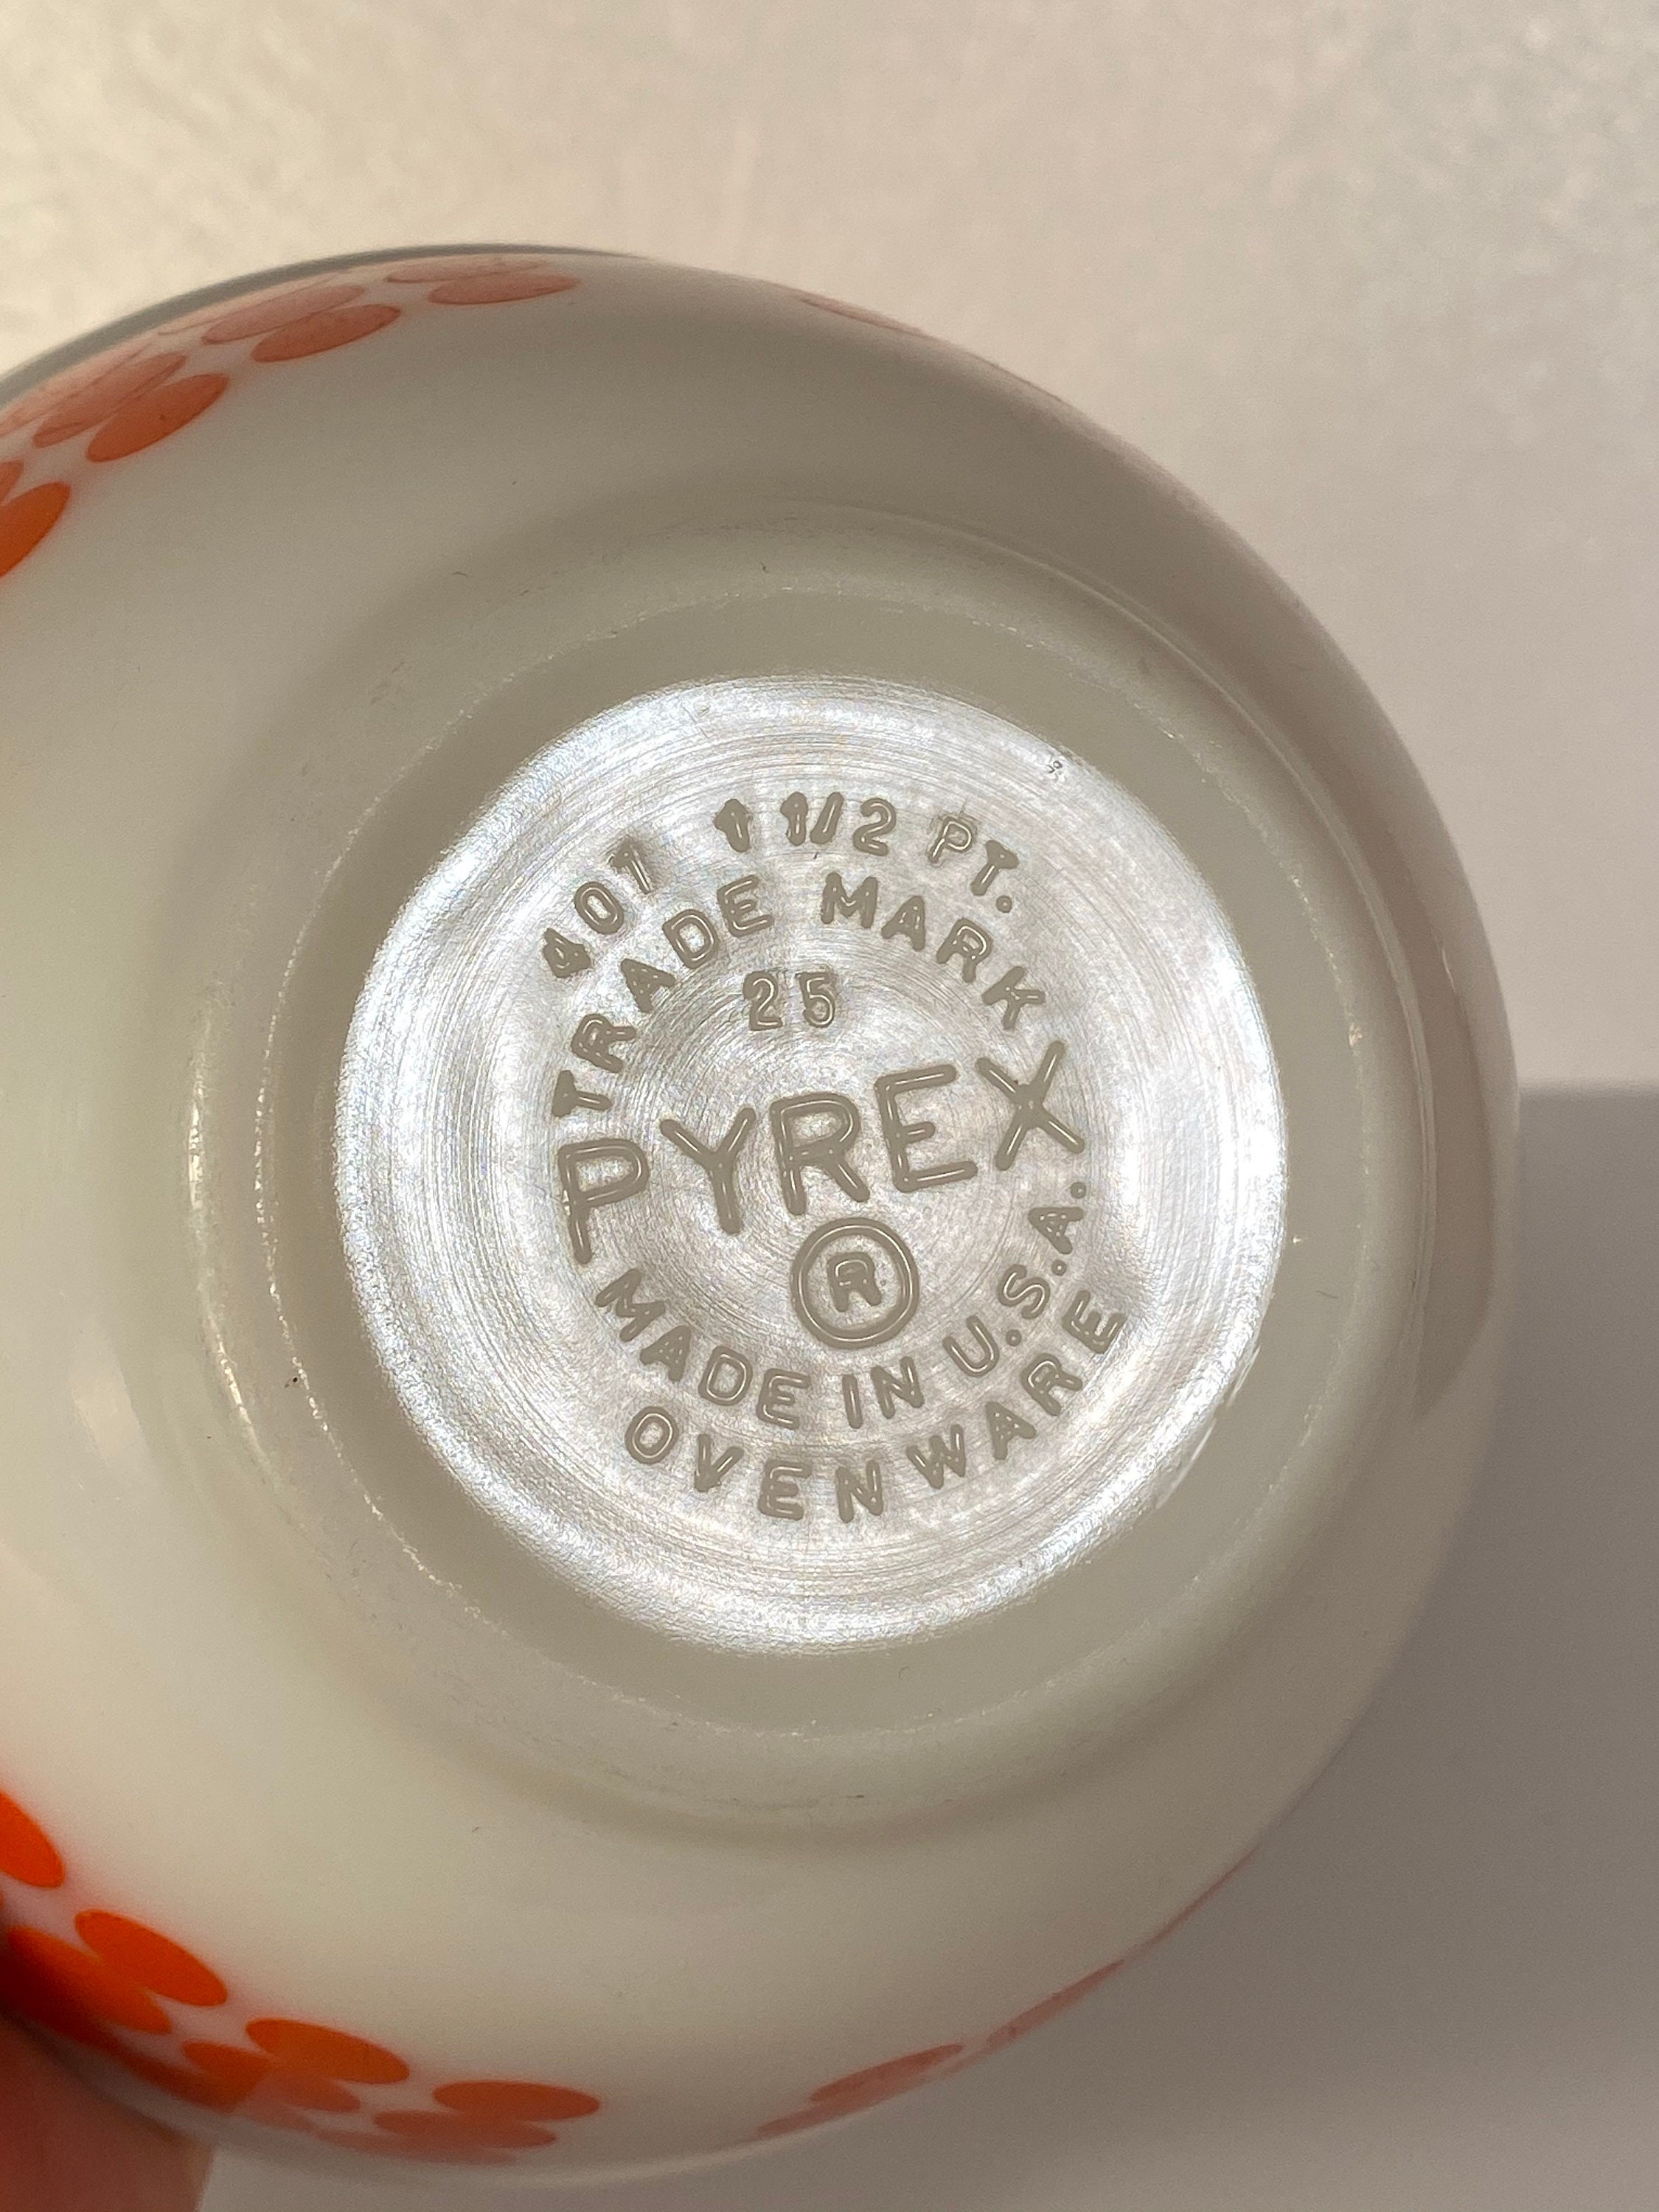 401 1 1/2 PT.
TRADE MARK
25
PYREX
®
MADE IN U.S.A.
OVENWARE